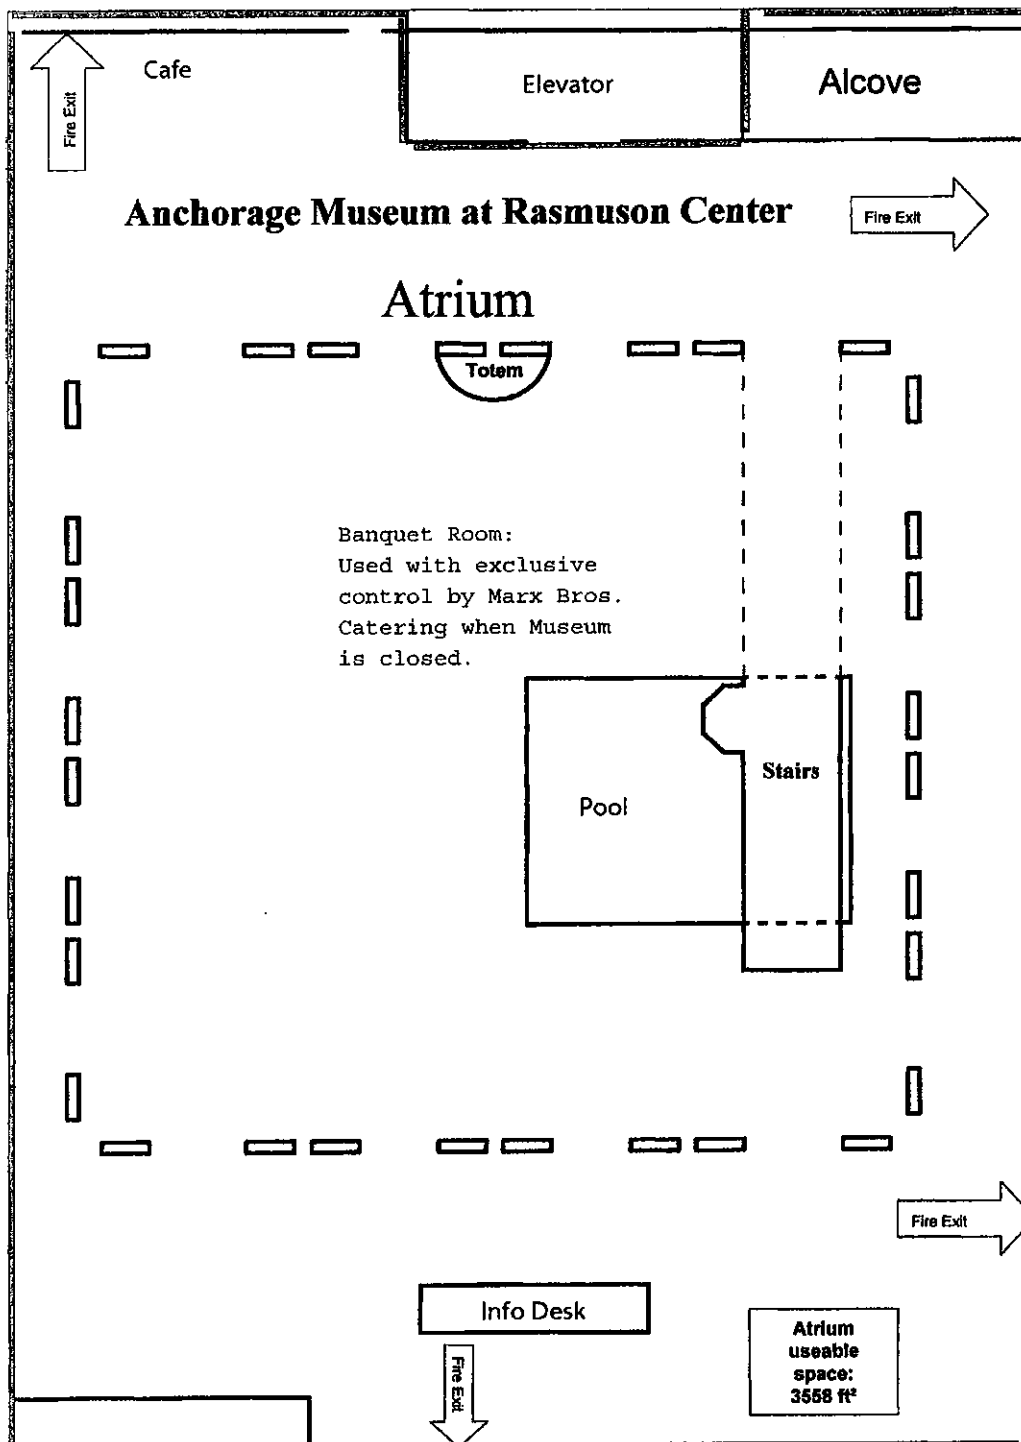 Cafe
Elevator
Alcove
Fire Exit
Anchorage Museum at Rasmuson Center
Fire Exit
Atrium
Totem
Banquet Room:
Used with exclusive
control by Marx Bros.
Catering when Museum
is closed.
Stairs
Pool
Fire Exit
Info Desk
Fire Exit
Atrium
useable
space:
3558 ft²